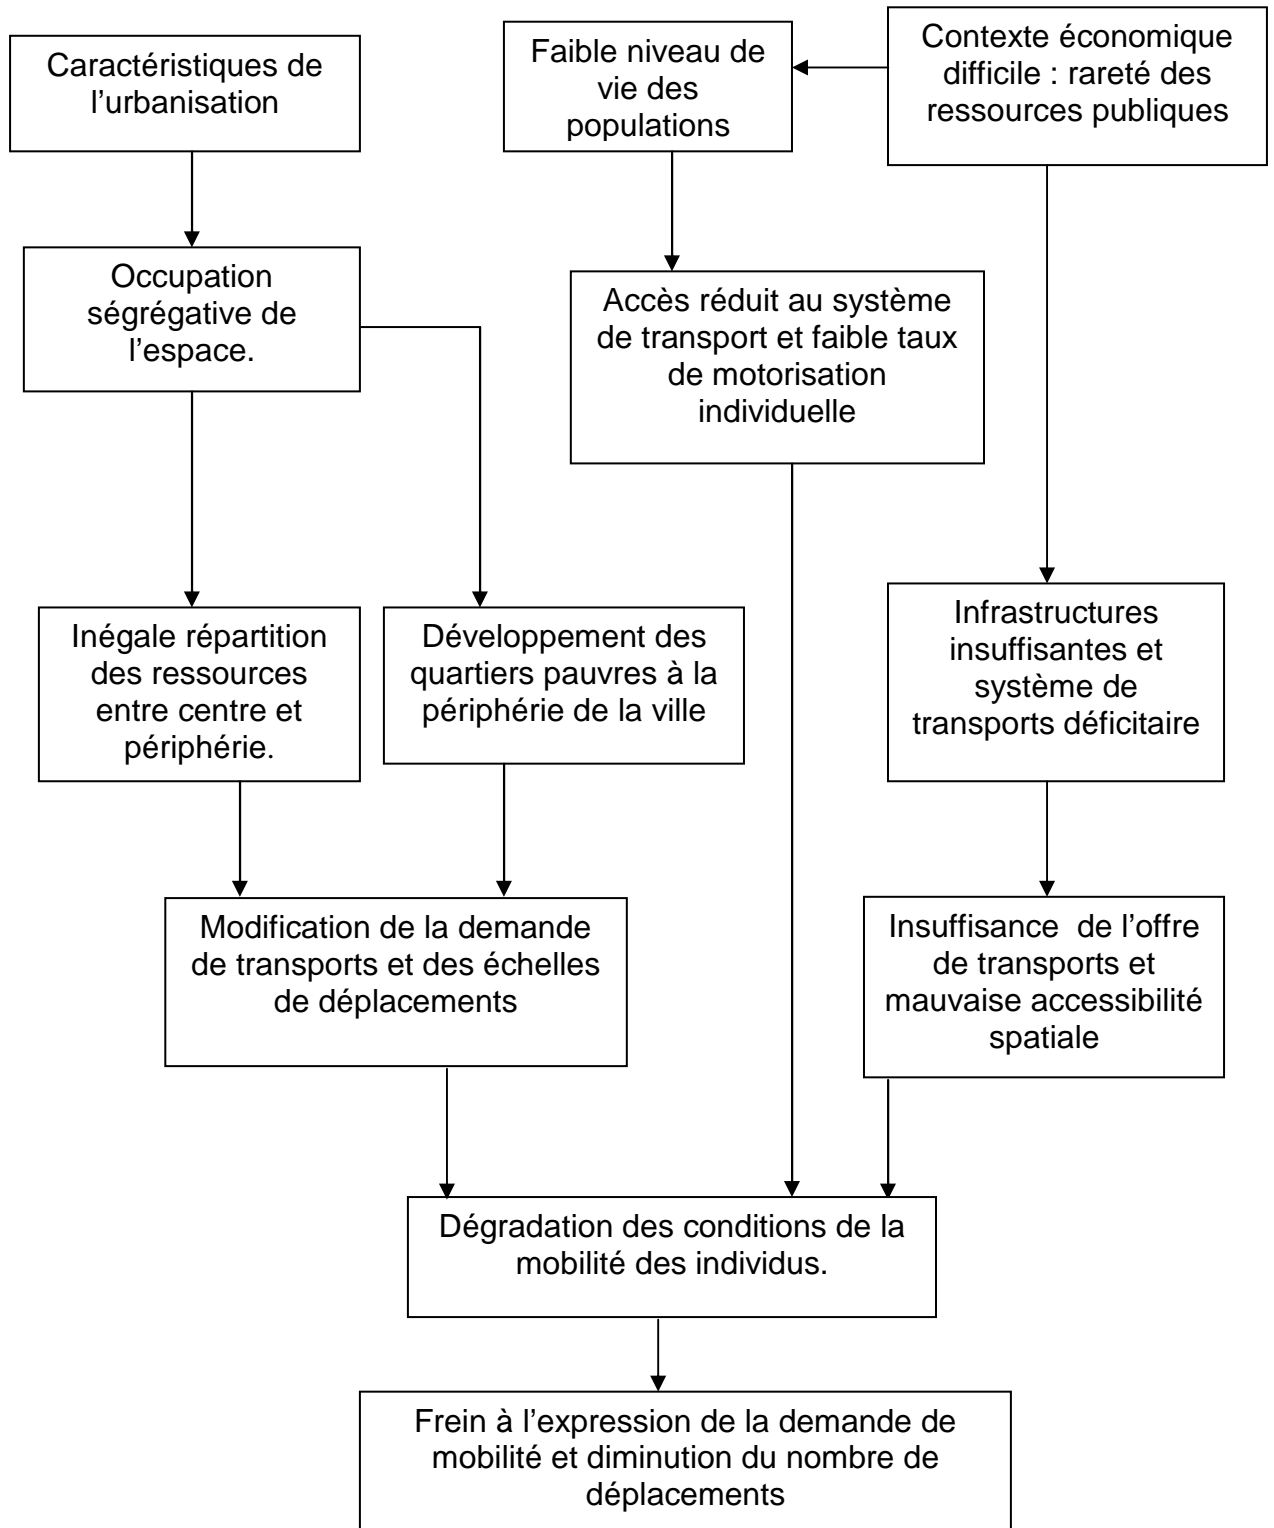 Caractéristiques de
l’urbanisation
Faible niveau de
vie des
populations
Contexte économique
difficile : rareté des
ressources publiques
Occupation
ségrégative de
l’espace.
Accès réduit au système
de transport et faible taux
de motorisation
individuelle
Inégale répartition
des ressources
entre centre et
périphérie.
Développement des
quartiers pauvres à la
périphérie de la ville
Infrastructures
insuffisantes et
système de
transports déficitaire
Modification de la demande
de transports et des échelles
de déplacements
Insuffisance  de l’offre
de transports et
mauvaise accessibilité
spatiale
Dégradation des conditions de la
mobilité des individus.
Frein à l’expression de la demande de
mobilité et diminution du nombre de
déplacements